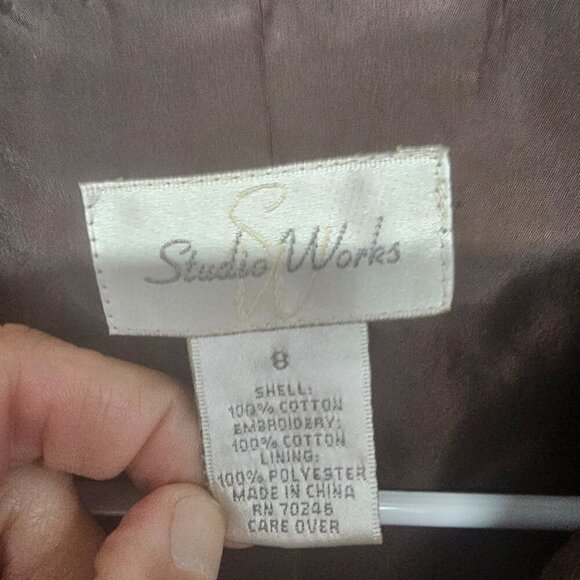 SW
Studio Works
8
SHELL:
100% COTTON
EMBROIDERY:
100% COTTON
LINING:
100% POLYESTER
MADE IN CHINA
RN 70246
CARE OVER